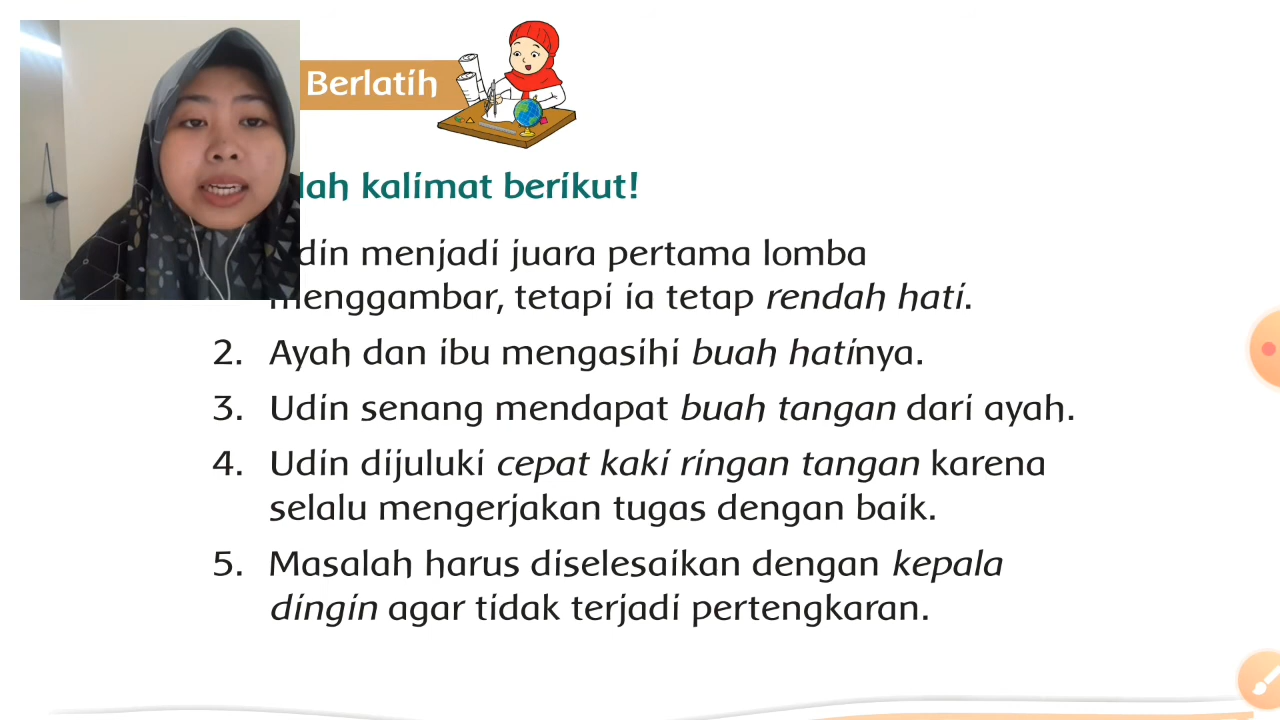 Berlatih
kalimat berikut!
menjadi juara pertama lomba
menggambar, tetapi ia tetap rendah hati.
2. Ayah dan ibu mengasihi buah hatinya.
3. Udin senang mendapat buah tangan dari ayah.
4. Udin dijuluki cepat kaki ringan tangan karena
selalu mengerjakan tugas dengan baik.
5. Masalah harus diselesaikan dengan kepala
dingin agar tidak terjadi pertengkaran.